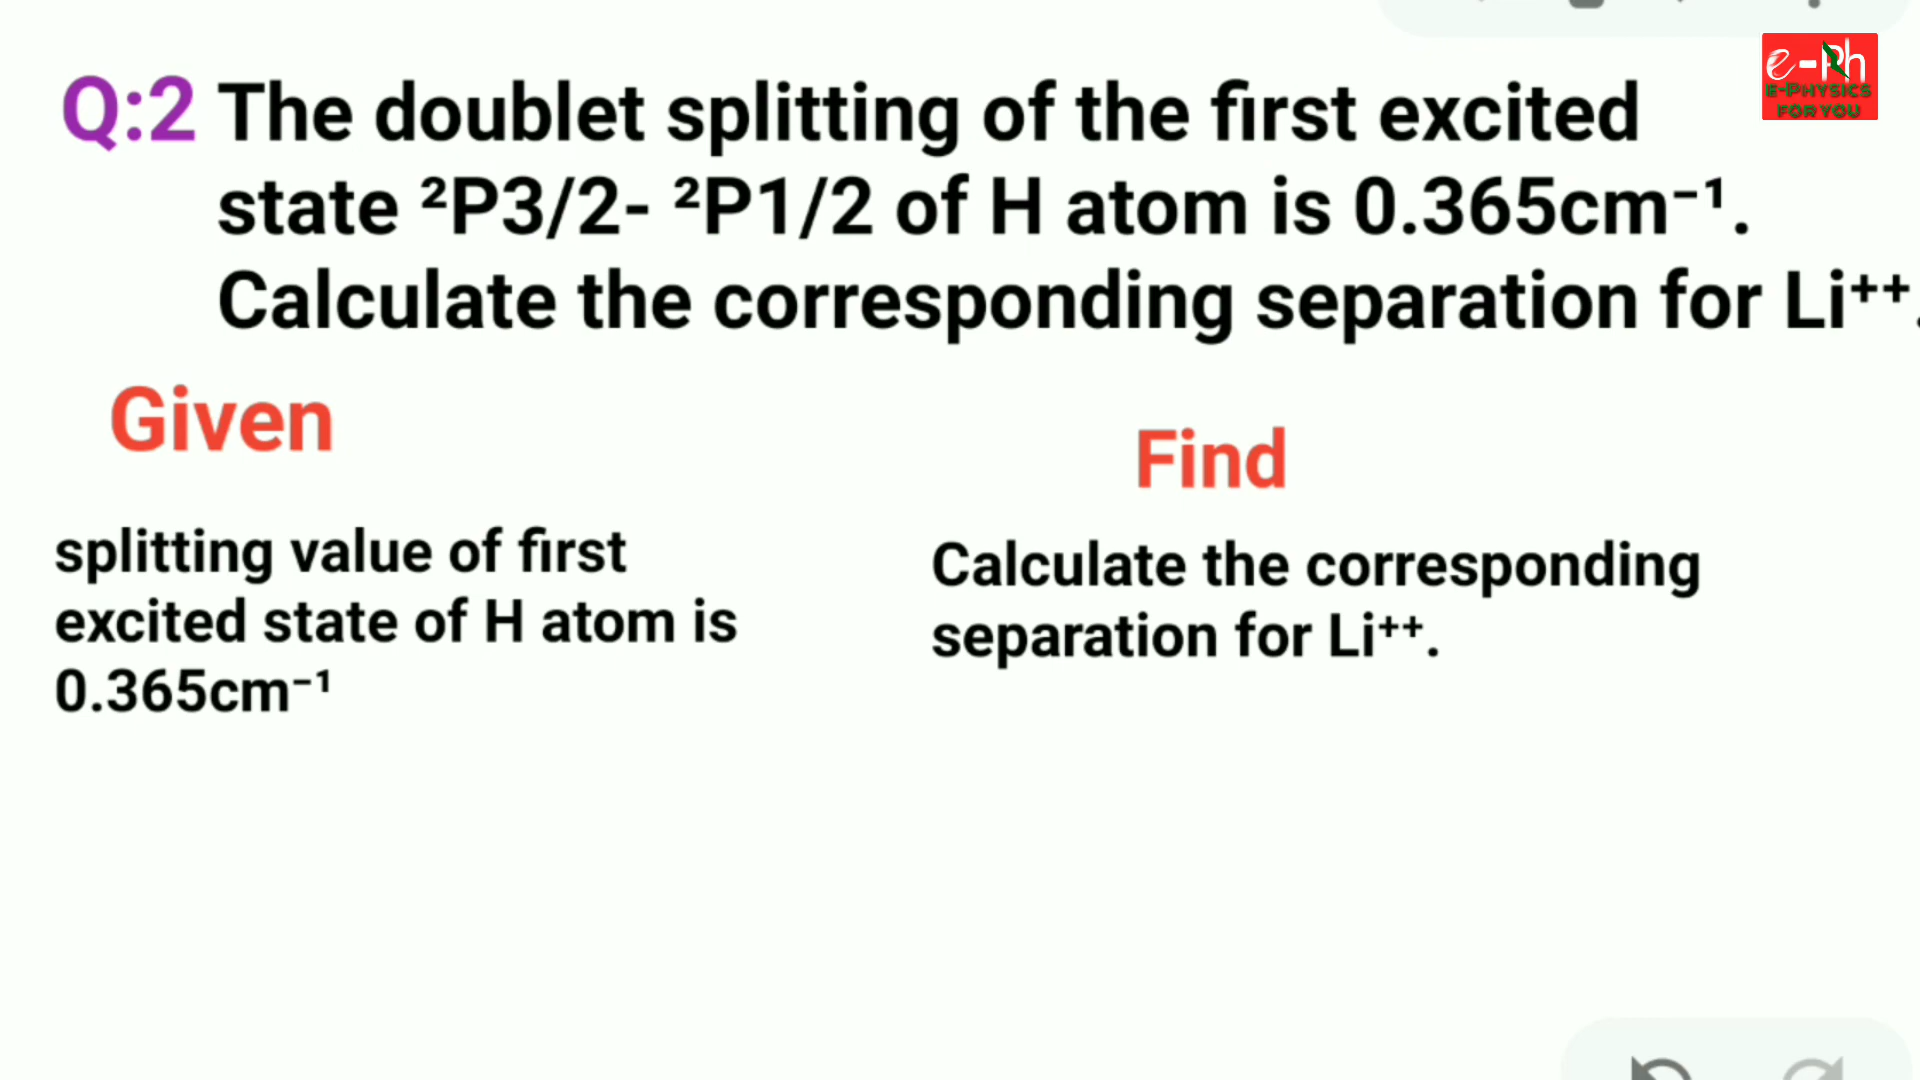 e-Ph
E-PHYSICS
FOR YOU
Q:2 The doublet splitting of the first excited
state ²P3/2- ²P1/2 of H atom is 0.365cm⁻¹.
Calculate the corresponding separation for Li⁺⁺.
Given
Find
splitting value of first
excited state of H atom is
0.365cm⁻¹
Calculate the corresponding
separation for Li⁺⁺.